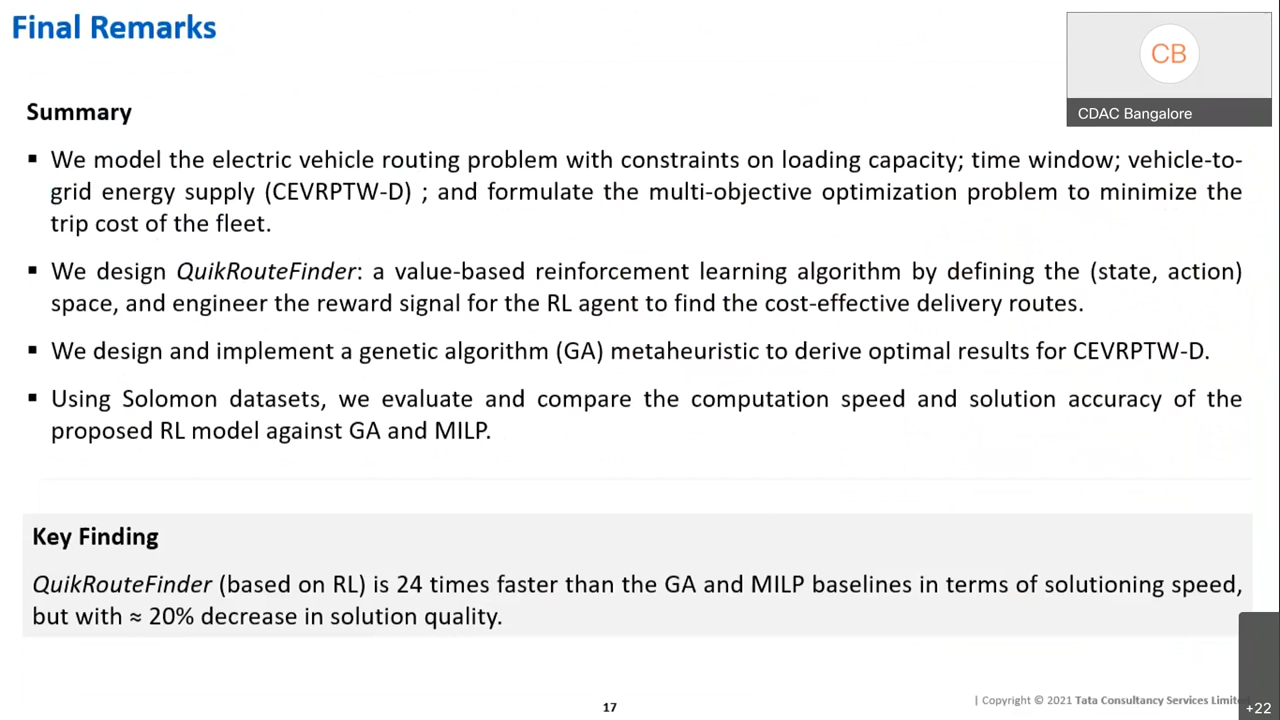 Final Remarks
CB
CDAC Bangalore
Summary
▪ We model the electric vehicle routing problem with constraints on loading capacity; time window; vehicle-to-
grid energy supply (CEVRPTW-D) ; and formulate the multi-objective optimization problem to minimize the
trip cost of the fleet.
▪ We design QuikRouteFinder: a value-based reinforcement learning algorithm by defining the (state, action)
space, and engineer the reward signal for the RL agent to find the cost-effective delivery routes.
▪ We design and implement a genetic algorithm (GA) metaheuristic to derive optimal results for CEVRPTW-D.
▪ Using Solomon datasets, we evaluate and compare the computation speed and solution accuracy of the
proposed RL model against GA and MILP.
Key Finding
QuikRouteFinder (based on RL) is 24 times faster than the GA and MILP baselines in terms of solutioning speed,
but with ≈ 20% decrease in solution quality.
17
| Copyright © 2021 Tata Consultancy Services Limite
+22